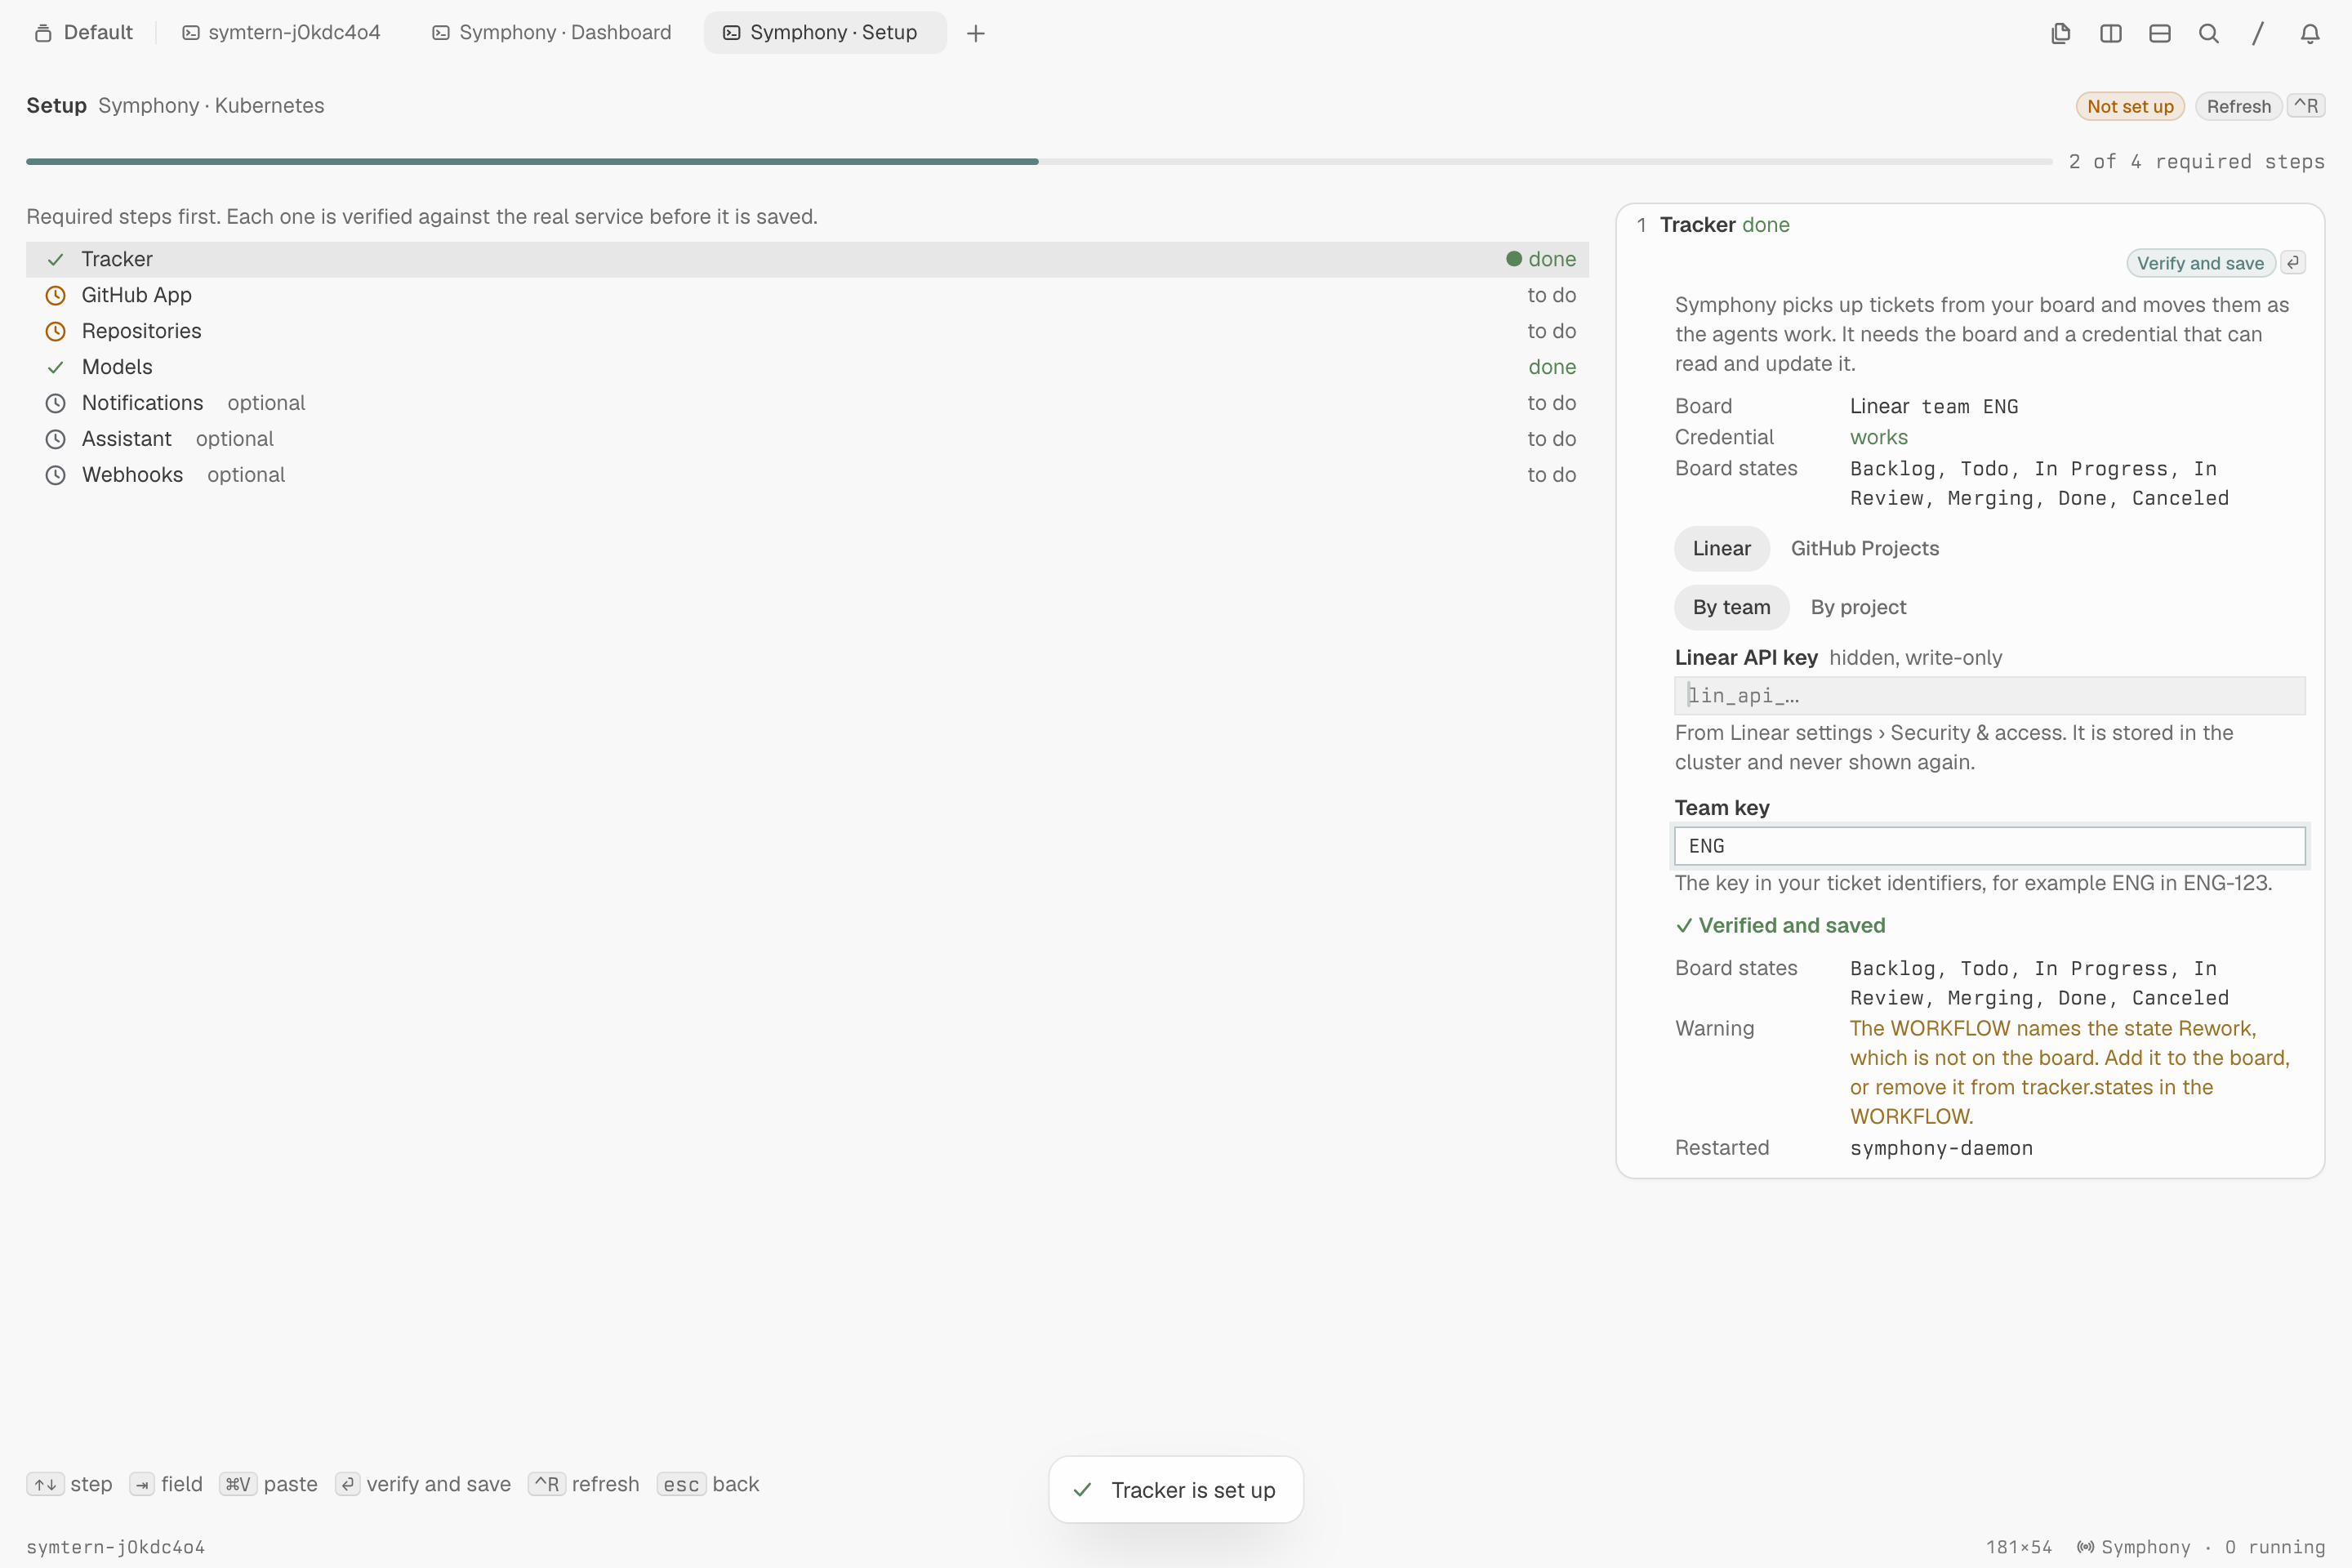 Default
symtern-j0kdc4o4
Symphony · Dashboard
Symphony · Setup
Setup Symphony · Kubernetes
Not set up
Refresh ^R
2 of 4 required steps
Required steps first. Each one is verified against the real service before it is saved.
Tracker done
GitHub App to do
Repositories to do
Models done
Notifications optional to do
Assistant optional to do
Webhooks optional to do
1 Tracker done
Verify and save ⏎
Symphony picks up tickets from your board and moves them as
the agents work. It needs the board and a credential that can
read and update it.
Board Linear team ENG
Credential works
Board states Backlog, Todo, In Progress, In
Review, Merging, Done, Canceled
Linear GitHub Projects
By team By project
Linear API key hidden, write-only
lin_api_…
From Linear settings › Security & access. It is stored in the
cluster and never shown again.
Team key
ENG
The key in your ticket identifiers, for example ENG in ENG-123.
✓ Verified and saved
Board states Backlog, Todo, In Progress, In
Review, Merging, Done, Canceled
Warning The WORKFLOW names the state Rework,
which is not on the board. Add it to the board,
or remove it from tracker.states in the
WORKFLOW.
Restarted symphony-daemon
↑↓ step ⇥ field ⌘V paste ⏎ verify and save ^R refresh esc back
Tracker is set up
symtern-j0kdc4o4
181×54 Symphony · 0 running